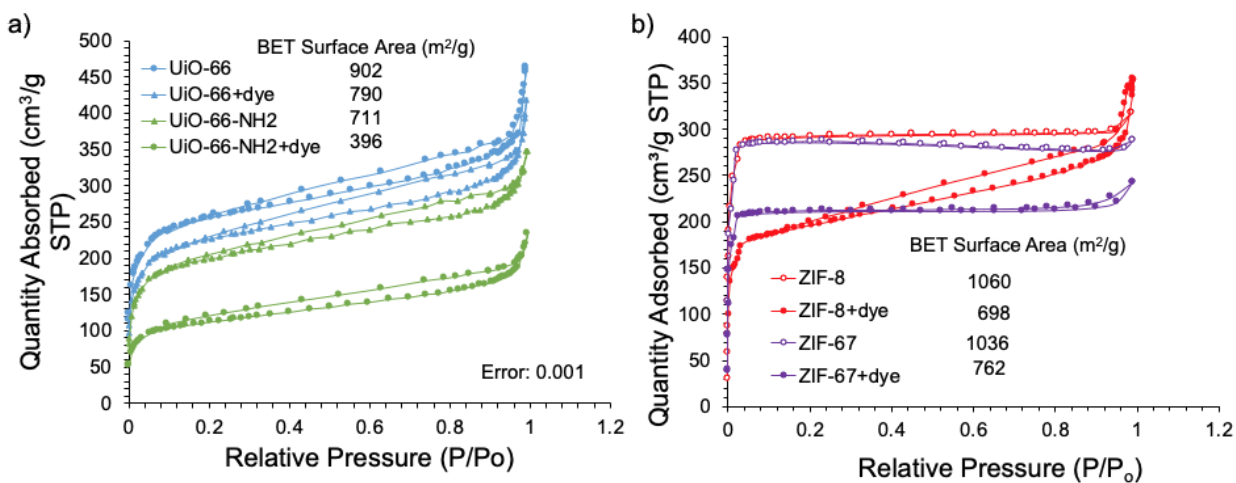 a)
Quantity Absorbed (cm³/g STP)
500
450
400
350
300
250
200
150
100
50
0
BET Surface Area (m²/g)
UiO-66 902
UiO-66+dye 790
UiO-66-NH2 711
UiO-66-NH2+dye 396
Error: 0.001
0 0.2 0.4 0.6 0.8 1 1.2
Relative Pressure (P/Po)
b)
Quantity Adsorbed (cm³/g STP)
400
350
300
250
200
150
100
50
0
BET Surface Area (m²/g)
ZIF-8 1060
ZIF-8+dye 698
ZIF-67 1036
ZIF-67+dye 762
0 0.2 0.4 0.6 0.8 1 1.2
Relative Pressure (P/Pₒ)